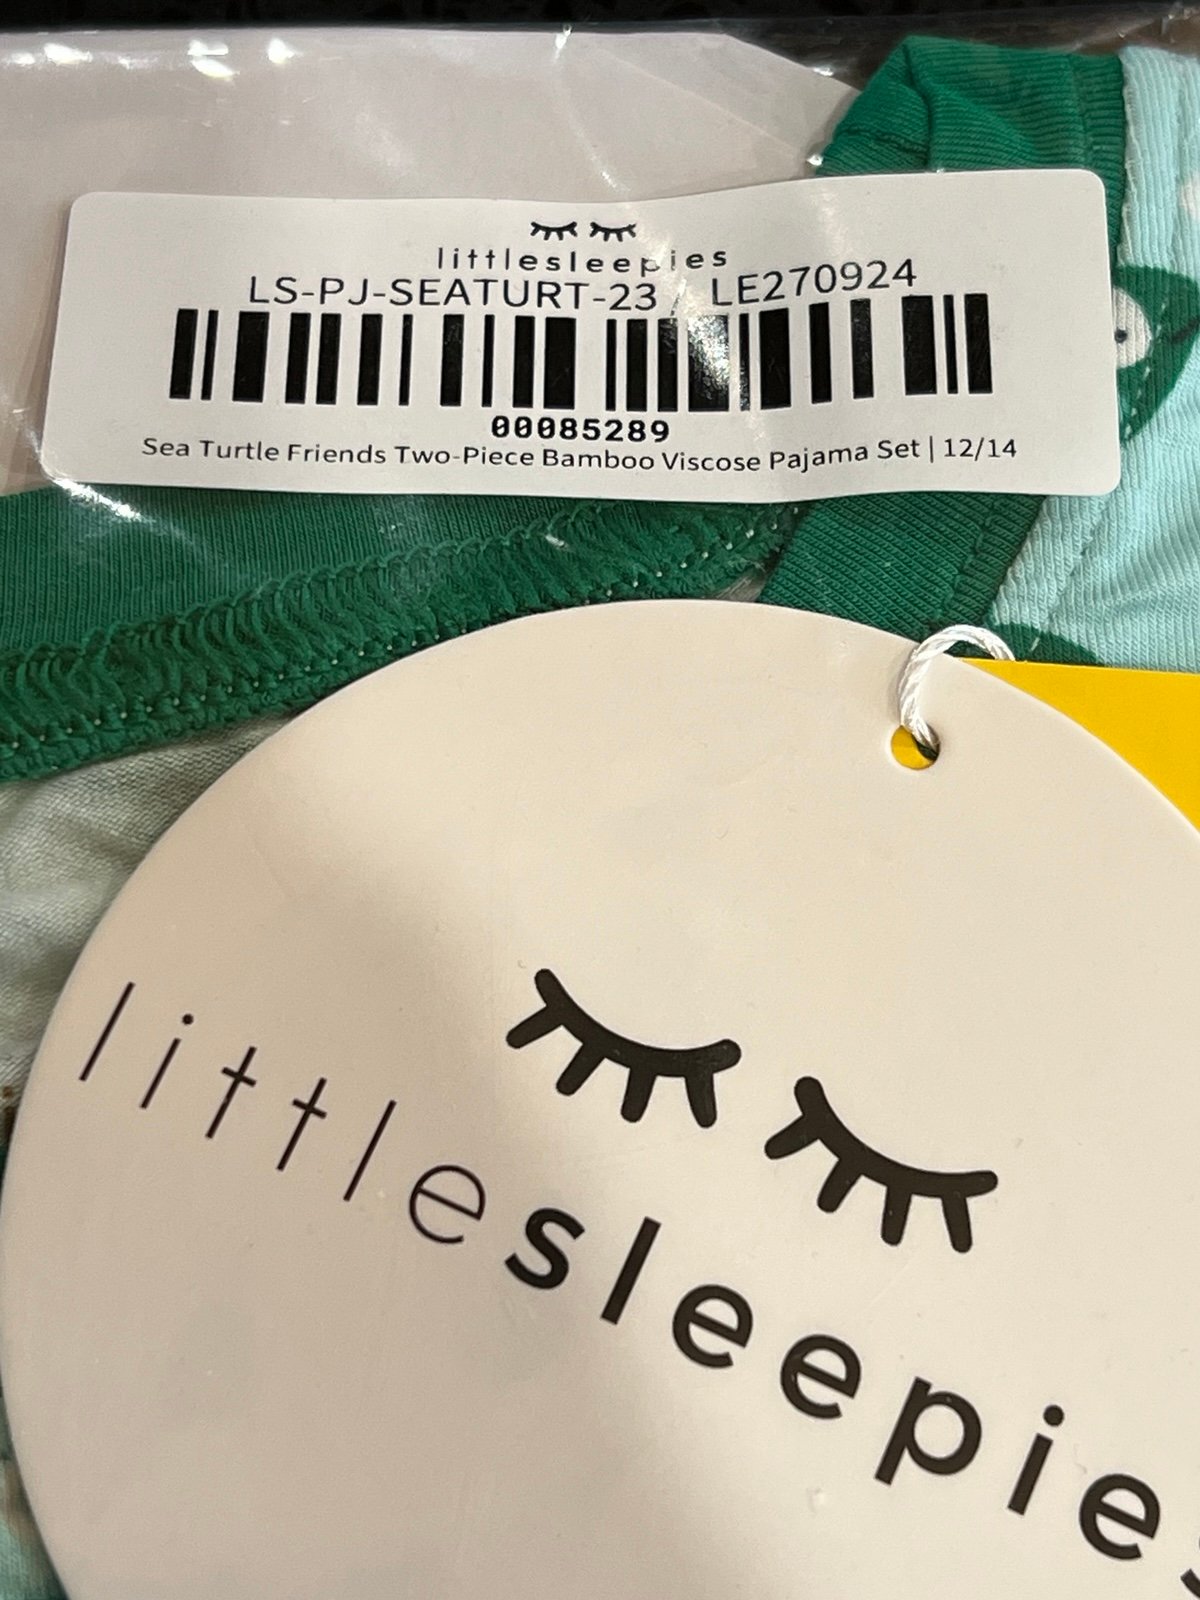 littlesleepies
LS-PJ-SEATURT-23 / LE270924
00085289
Sea Turtle Friends Two-Piece Bamboo Viscose Pajama Set | 12/14
littlesleepies